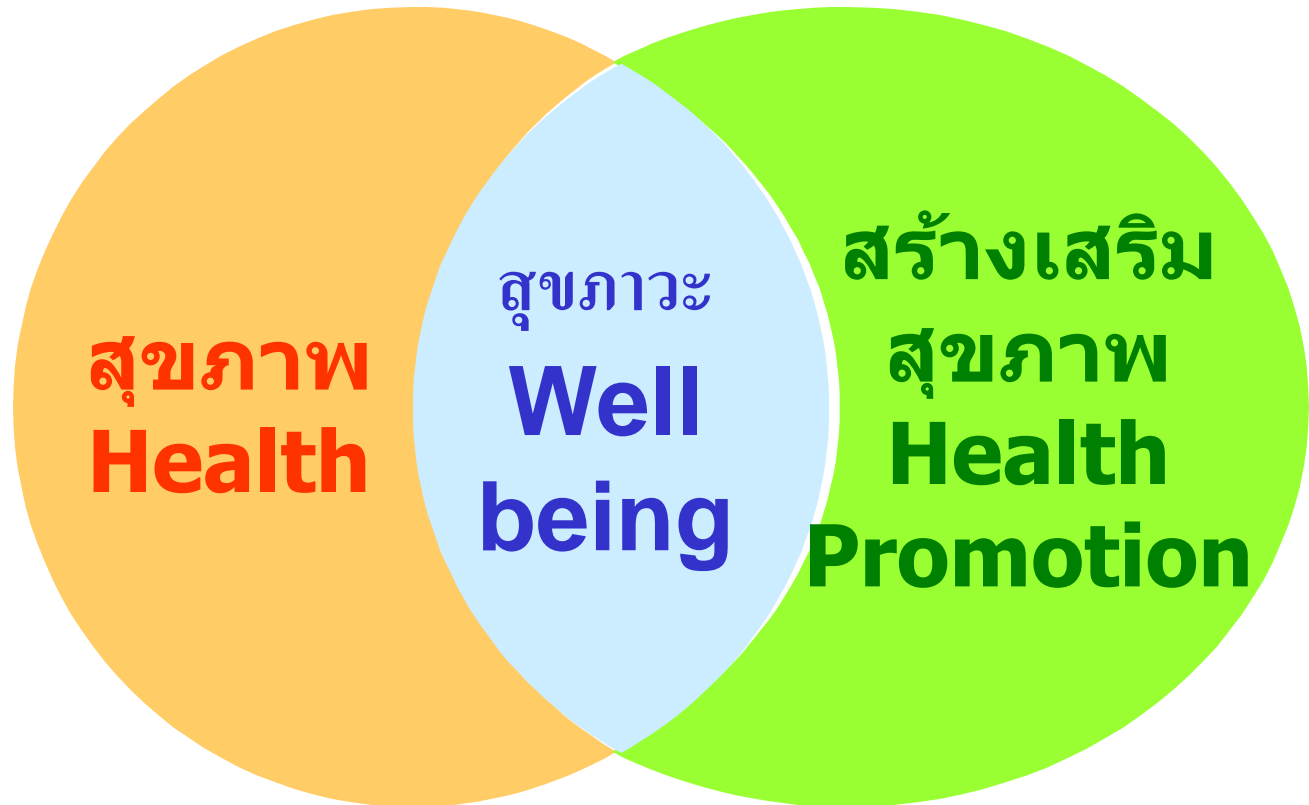 สุขภาพ
Health
สุขภาวะ
Well
being
สร้างเสริม
สุขภาพ
Health
Promotion